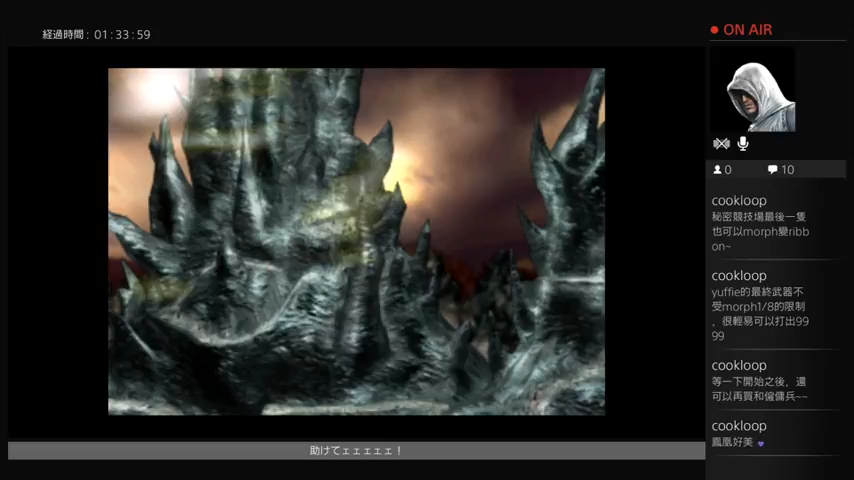 経過時間 : 01:33:59
ON AIR
0
10
cookloop
秘密競技場最後一隻
也可以morph變ribb
on~
cookloop
yuffie的最終武器不
受morph1/8的限制
，很輕易可以打出99
99
cookloop
等一下開始之後，還
可以再買和僱傭兵~~
cookloop
鳳凰好美
助けてェェェェェ！